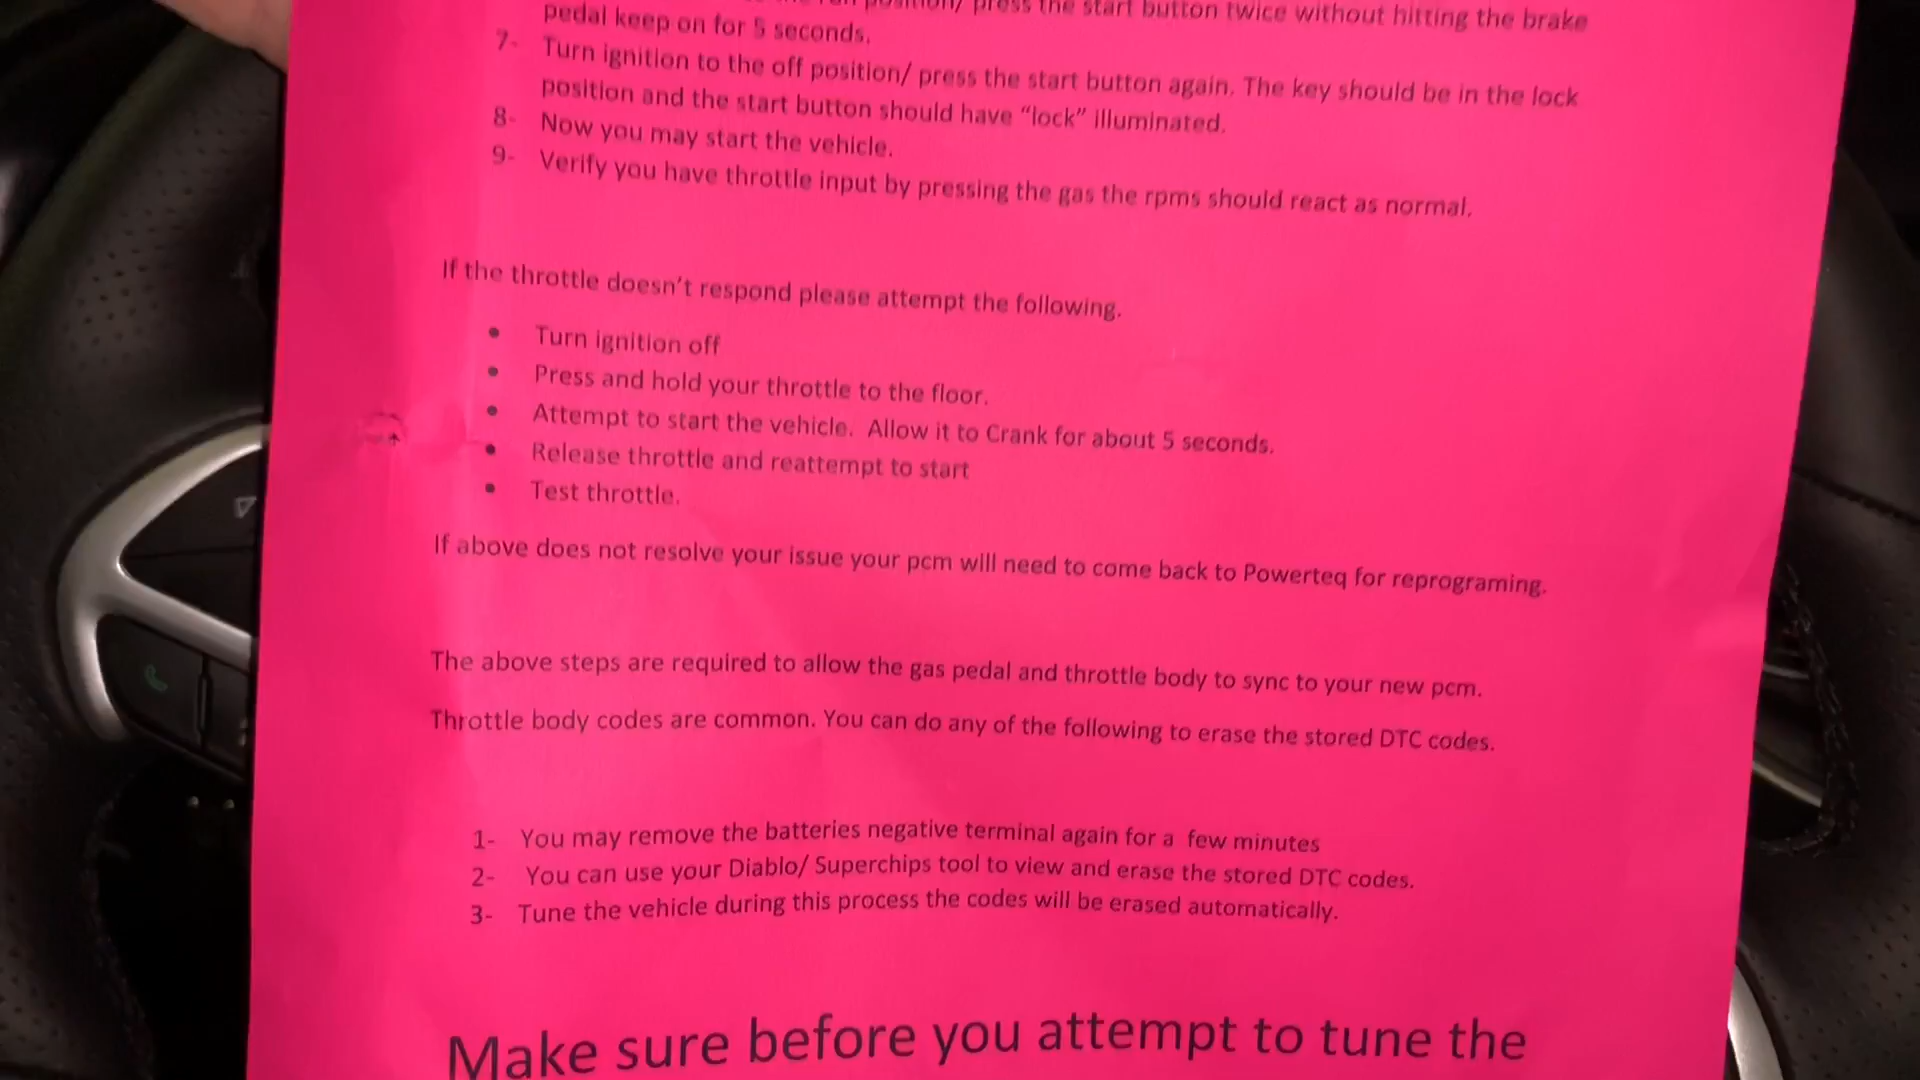 position/ press the start button twice without hitting the brake
pedal keep on for 5 seconds.
7- Turn ignition to the off position/ press the start button again. The key should be in the lock
position and the start button should have “lock” illuminated.
8- Now you may start the vehicle.
9- Verify you have throttle input by pressing the gas the rpms should react as normal.
If the throttle doesn’t respond please attempt the following.
• Turn ignition off
• Press and hold your throttle to the floor.
• Attempt to start the vehicle. Allow it to Crank for about 5 seconds.
• Release throttle and reattempt to start
• Test throttle.
If above does not resolve your issue your pcm will need to come back to Powerteq for reprograming.
The above steps are required to allow the gas pedal and throttle body to sync to your new pcm.
Throttle body codes are common. You can do any of the following to erase the stored DTC codes.
1- You may remove the batteries negative terminal again for a few minutes
2- You can use your Diablo/ Superchips tool to view and erase the stored DTC codes.
3- Tune the vehicle during this process the codes will be erased automatically.
Make sure before you attempt to tune the